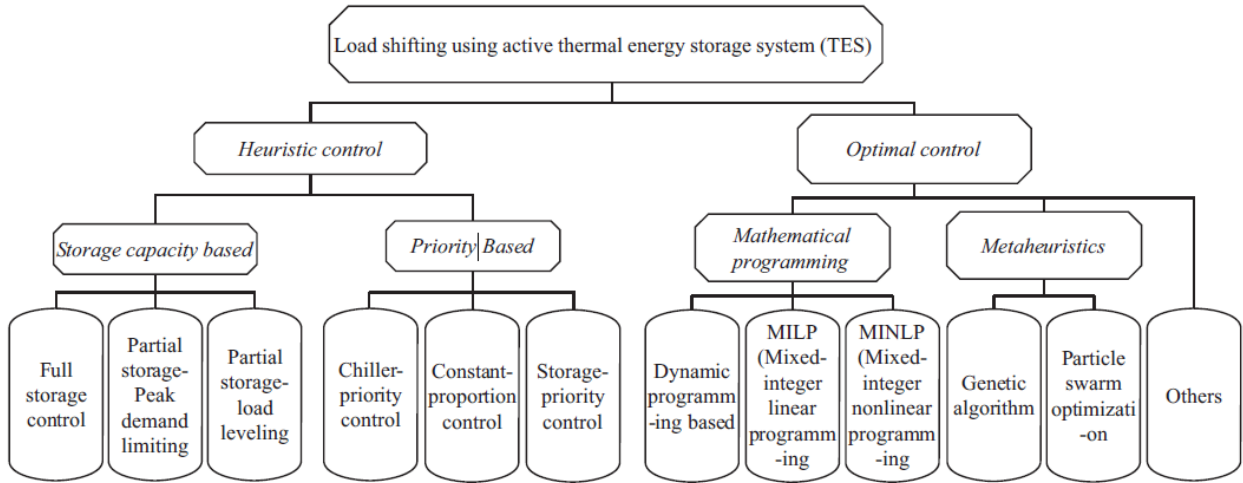 Load shifting using active thermal energy storage system (TES)
Heuristic control
Optimal control
Storage capacity based
Priority Based
Mathematical
programming
Metaheuristics
Full
storage
control
Partial
storage-
Peak
demand
limiting
Partial
storage-
load
leveling
Chiller-
priority
control
Constant-
proportion
control
Storage-
priority
control
Dynamic
programm
-ing based
MILP
(Mixed-
integer
linear
programm
-ing
MINLP
(Mixed-
integer
nonlinear
programm
-ing
Genetic
algorithm
Particle
swarm
optimizati
-on
Others